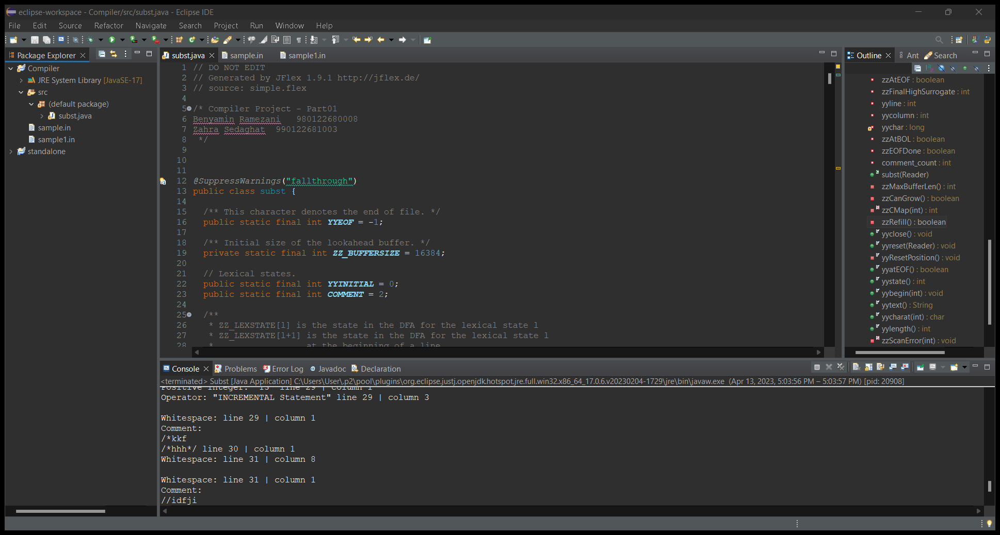 eclipse-workspace - Compiler/src/subst.java - Eclipse IDE
File Edit Source Refactor Navigate Search Project Run Window Help
Package Explorer
Compiler
JRE System Library [JavaSE-17]
src
(default package)
subst.java
sample.in
sample1.in
standalone
subst.java sample.in sample1.in
1 // DO NOT EDIT
2 // Generated by JFlex 1.9.1 http://jflex.de/
3 // source: simple.flex
4
5 /* Compiler Project - Part01
6 Benyamin Ramezani 980122680008
7 Zahra Sedaghat 990122681003
8 */
9
10
11
12 @SuppressWarnings("fallthrough")
13 public class subst {
14
15 /** This character denotes the end of file. */
16 public static final int YYEOF = -1;
17
18 /** Initial size of the lookahead buffer. */
19 private static final int ZZ_BUFFERSIZE = 16384;
20
21 // Lexical states.
22 public static final int YYINITIAL = 0;
23 public static final int COMMENT = 2;
24
25 /**
26 * ZZ_LEXSTATE[l] is the state in the DFA for the lexical state l
27 * ZZ_LEXSTATE[l+1] is the state in the DFA for the lexical state l
28 * at the beginning of a line
Outline Ant Search
zzAtEOF : boolean
zzFinalHighSurrogate : int
yyline : int
yycolumn : int
yychar : long
zzAtBOL : boolean
zzEOFDone : boolean
comment_count : int
subst(Reader)
zzMaxBufferLen() : int
zzCanGrow() : boolean
zzCMap(int) : int
zzRefill() : boolean
yyclose() : void
yyreset(Reader) : void
yyResetPosition() : void
yyatEOF() : boolean
yystate() : int
yybegin(int) : void
yytext() : String
yycharat(int) : char
yylength() : int
zzScanError(int) : void
Console Problems Error Log Javadoc Declaration
<terminated> Subst [Java Application] C:\Users\User\.p2\pool\plugins\org.eclipse.justj.openjdk.hotspot.jre.full.win32.x86_64_17.0.6.v20230204-1729\jre\bin\javaw.exe (Apr 13, 2023, 5:03:56 PM – 5:03:57 PM) [pid: 20908]
Positive Integer: "15" line 29 | column 1
Operator: "INCREMENTAL Statement" line 29 | column 3
Whitespace: line 29 | column 1
Comment:
/*kkf
/*hhh*/ line 30 | column 1
Whitespace: line 31 | column 8
Whitespace: line 31 | column 1
Comment:
//idfji